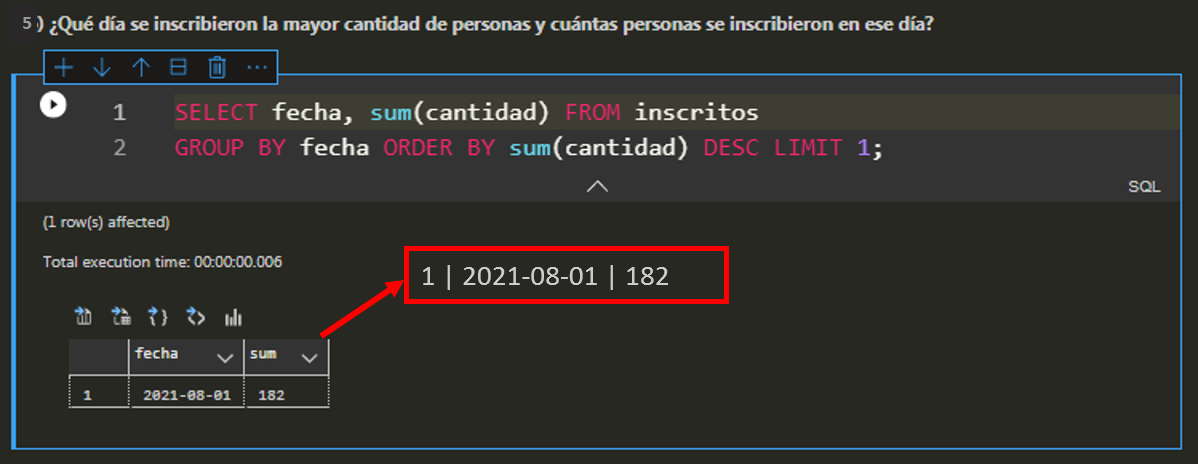 5) ¿Qué día se inscribieron la mayor cantidad de personas y cuántas personas se inscribieron en ese día?
1 SELECT fecha, sum(cantidad) FROM inscritos
2 GROUP BY fecha ORDER BY sum(cantidad) DESC LIMIT 1;
SQL
(1 row(s) affected)
Total execution time: 00:00:00.006
1 | 2021-08-01 | 182
fecha sum
1 2021-08-01 182